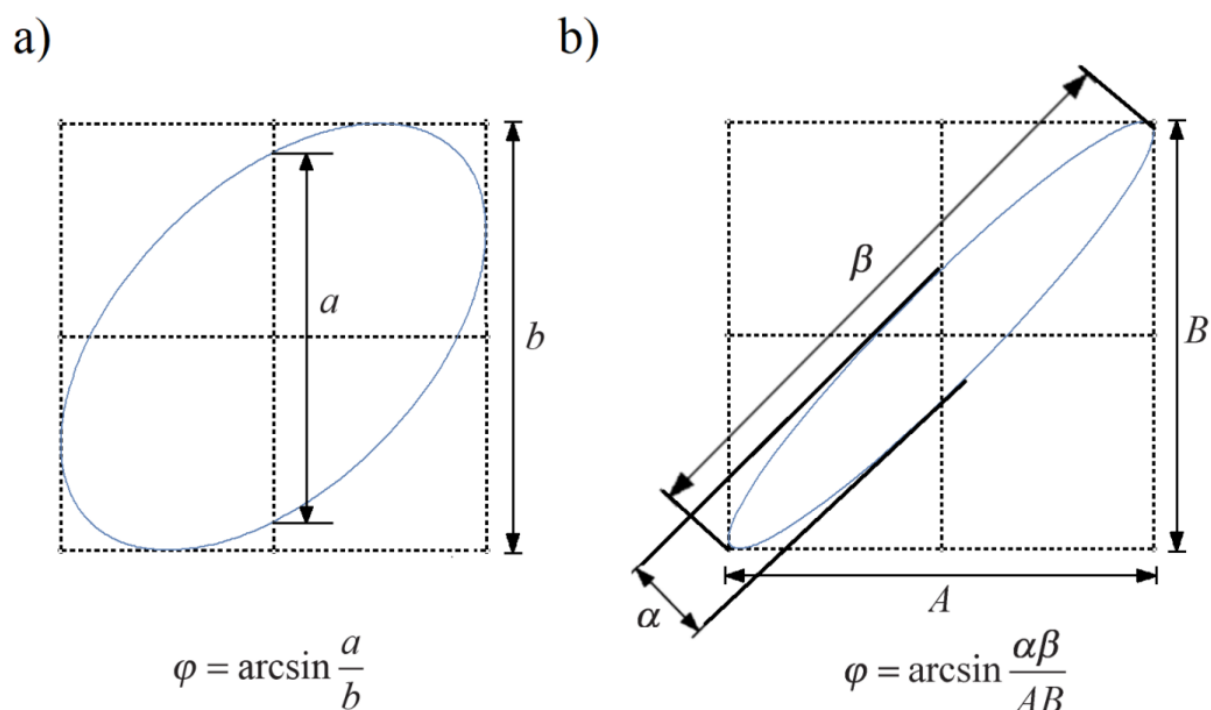 a) b)
β
a b B
A
α
φ = arcsin a/b φ = arcsin αβ/AB